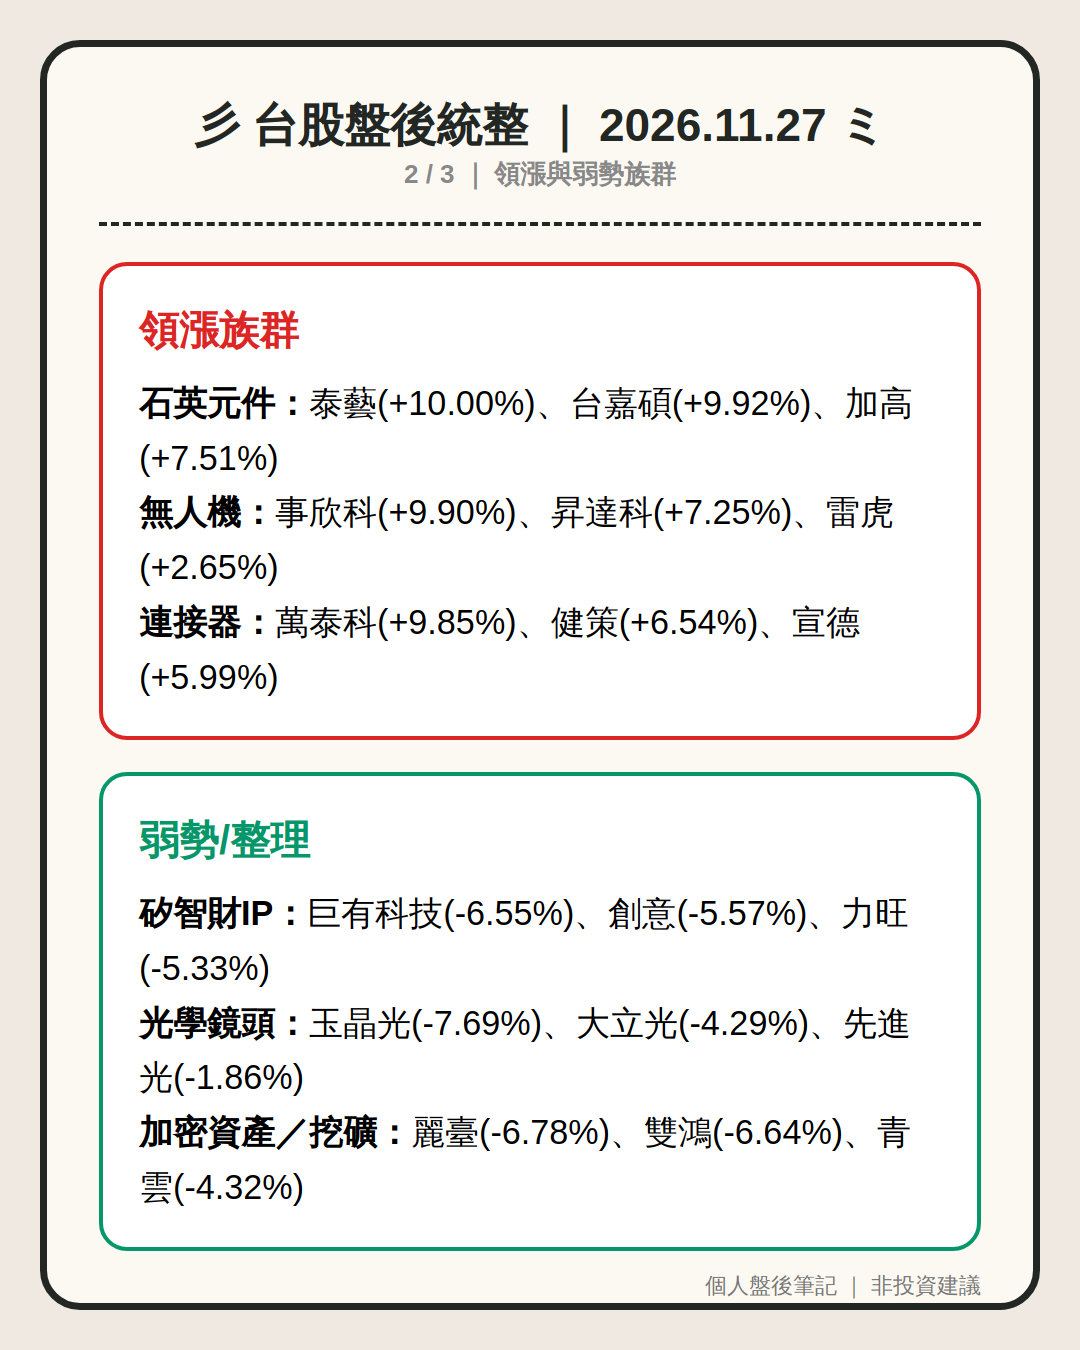 彡 台股盤後統整 ｜ 2026.11.27 ミ
2 / 3 ｜ 領漲與弱勢族群
領漲族群
石英元件：泰藝(+10.00%)、台嘉碩(+9.92%)、加高
(+7.51%)
無人機：事欣科(+9.90%)、昇達科(+7.25%)、雷虎
(+2.65%)
連接器：萬泰科(+9.85%)、健策(+6.54%)、宣德
(+5.99%)
弱勢/整理
矽智財IP：巨有科技(-6.55%)、創意(-5.57%)、力旺
(-5.33%)
光學鏡頭：玉晶光(-7.69%)、大立光(-4.29%)、先進
光(-1.86%)
加密資產／挖礦：麗臺(-6.78%)、雙鴻(-6.64%)、青
雲(-4.32%)
個人盤後筆記 ｜ 非投資建議